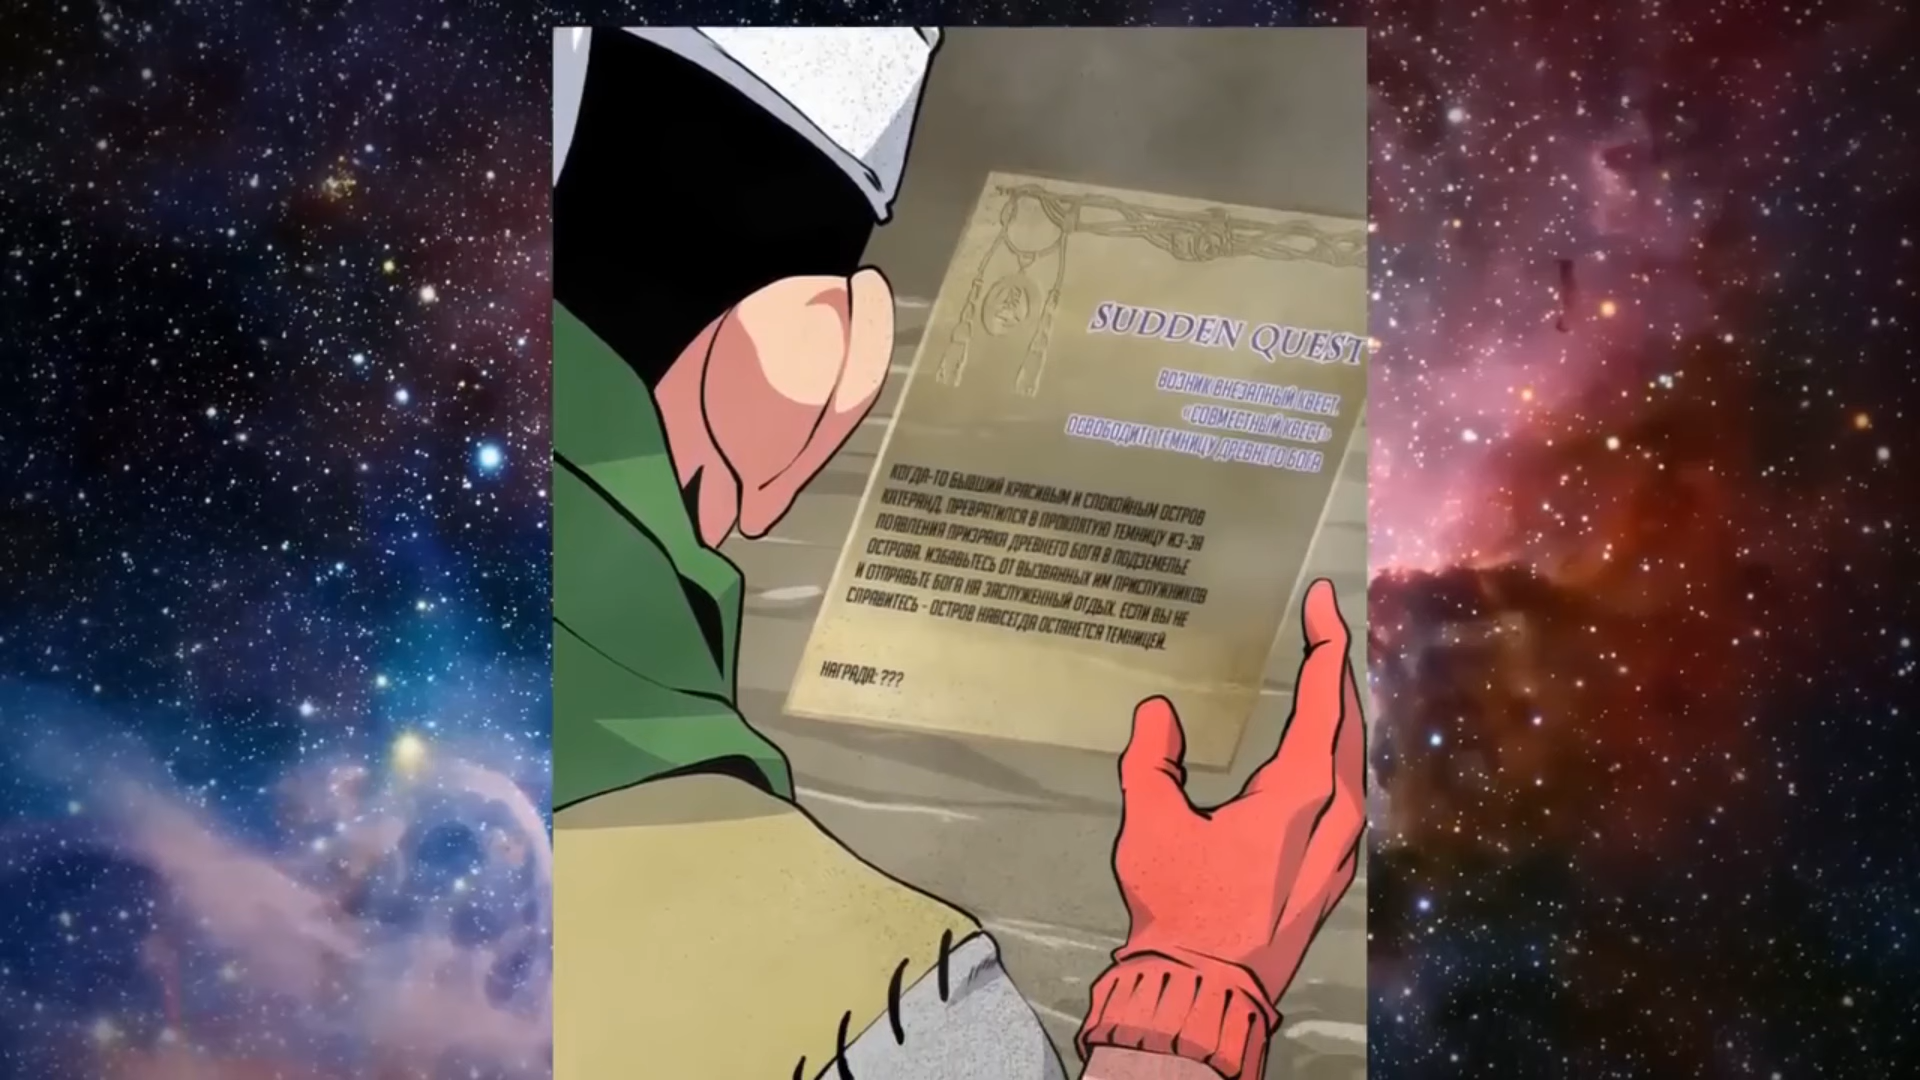 SUDDEN QUEST
ВОЗНИК ВНЕЗАПНЫЙ КВЕСТ.
«СОВМЕСТНЫЙ КВЕСТ»
ОСВОБОДИТЬ ТЕМНИЦУ ДРЕВНЕГО БОГА
КОГДА-ТО БЫВШИЙ КРАСИВЫМ И СПОКОЙНЫМ ОСТРОВ
КАТЕРАНД, ПРЕВРАТИЛСЯ В ПРОКЛЯТУЮ ТЕМНИЦУ ИЗ-ЗА
ПОЯВЛЕНИЯ ПРИЗРАКА ДРЕВНЕГО БОГА В ПОДЗЕМЕЛЬЕ
ОСТРОВА. ИЗБАВЬТЕСЬ ОТ ВЫЗВАННЫХ ИМ ПРИСПУЖНИКОВ
И ОТПРАВЬТЕ БОГА НА ЗАСЛУЖЕННЫЙ ОТДЫХ. ЕСЛИ ВЫ НЕ
СПРАВИТЕСЬ - ОСТРОВ НАВСЕГДА ОСТАНЕТСЯ ТЕМНИЦЕЙ.
НАГРАДА: ???